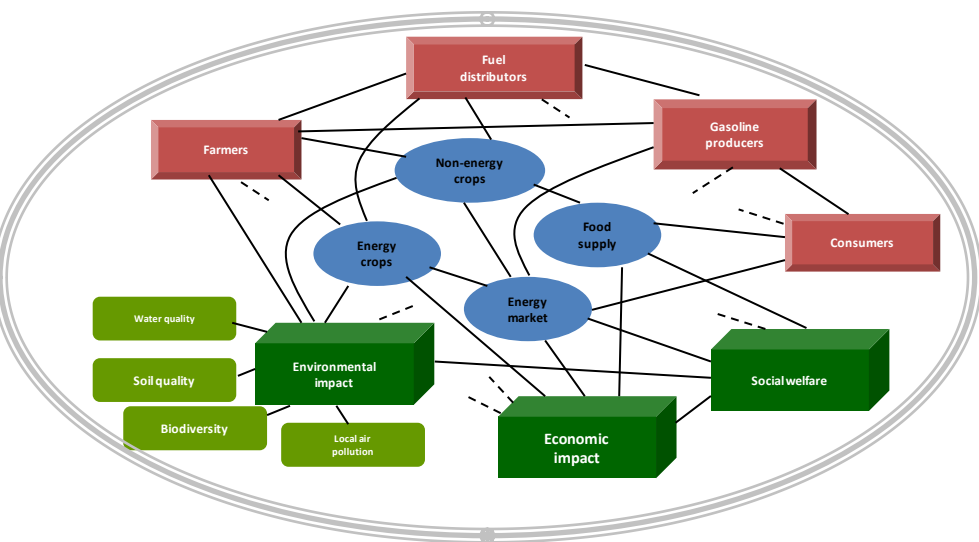 Fuel
distributors
Gasoline
producers
Farmers
Non-energy
crops
Food
supply
Consumers
Energy
crops
Energy
market
Water quality
Environmental
impact
Soil quality
Social welfare
Biodiversity
Local air
pollution
Economic
impact